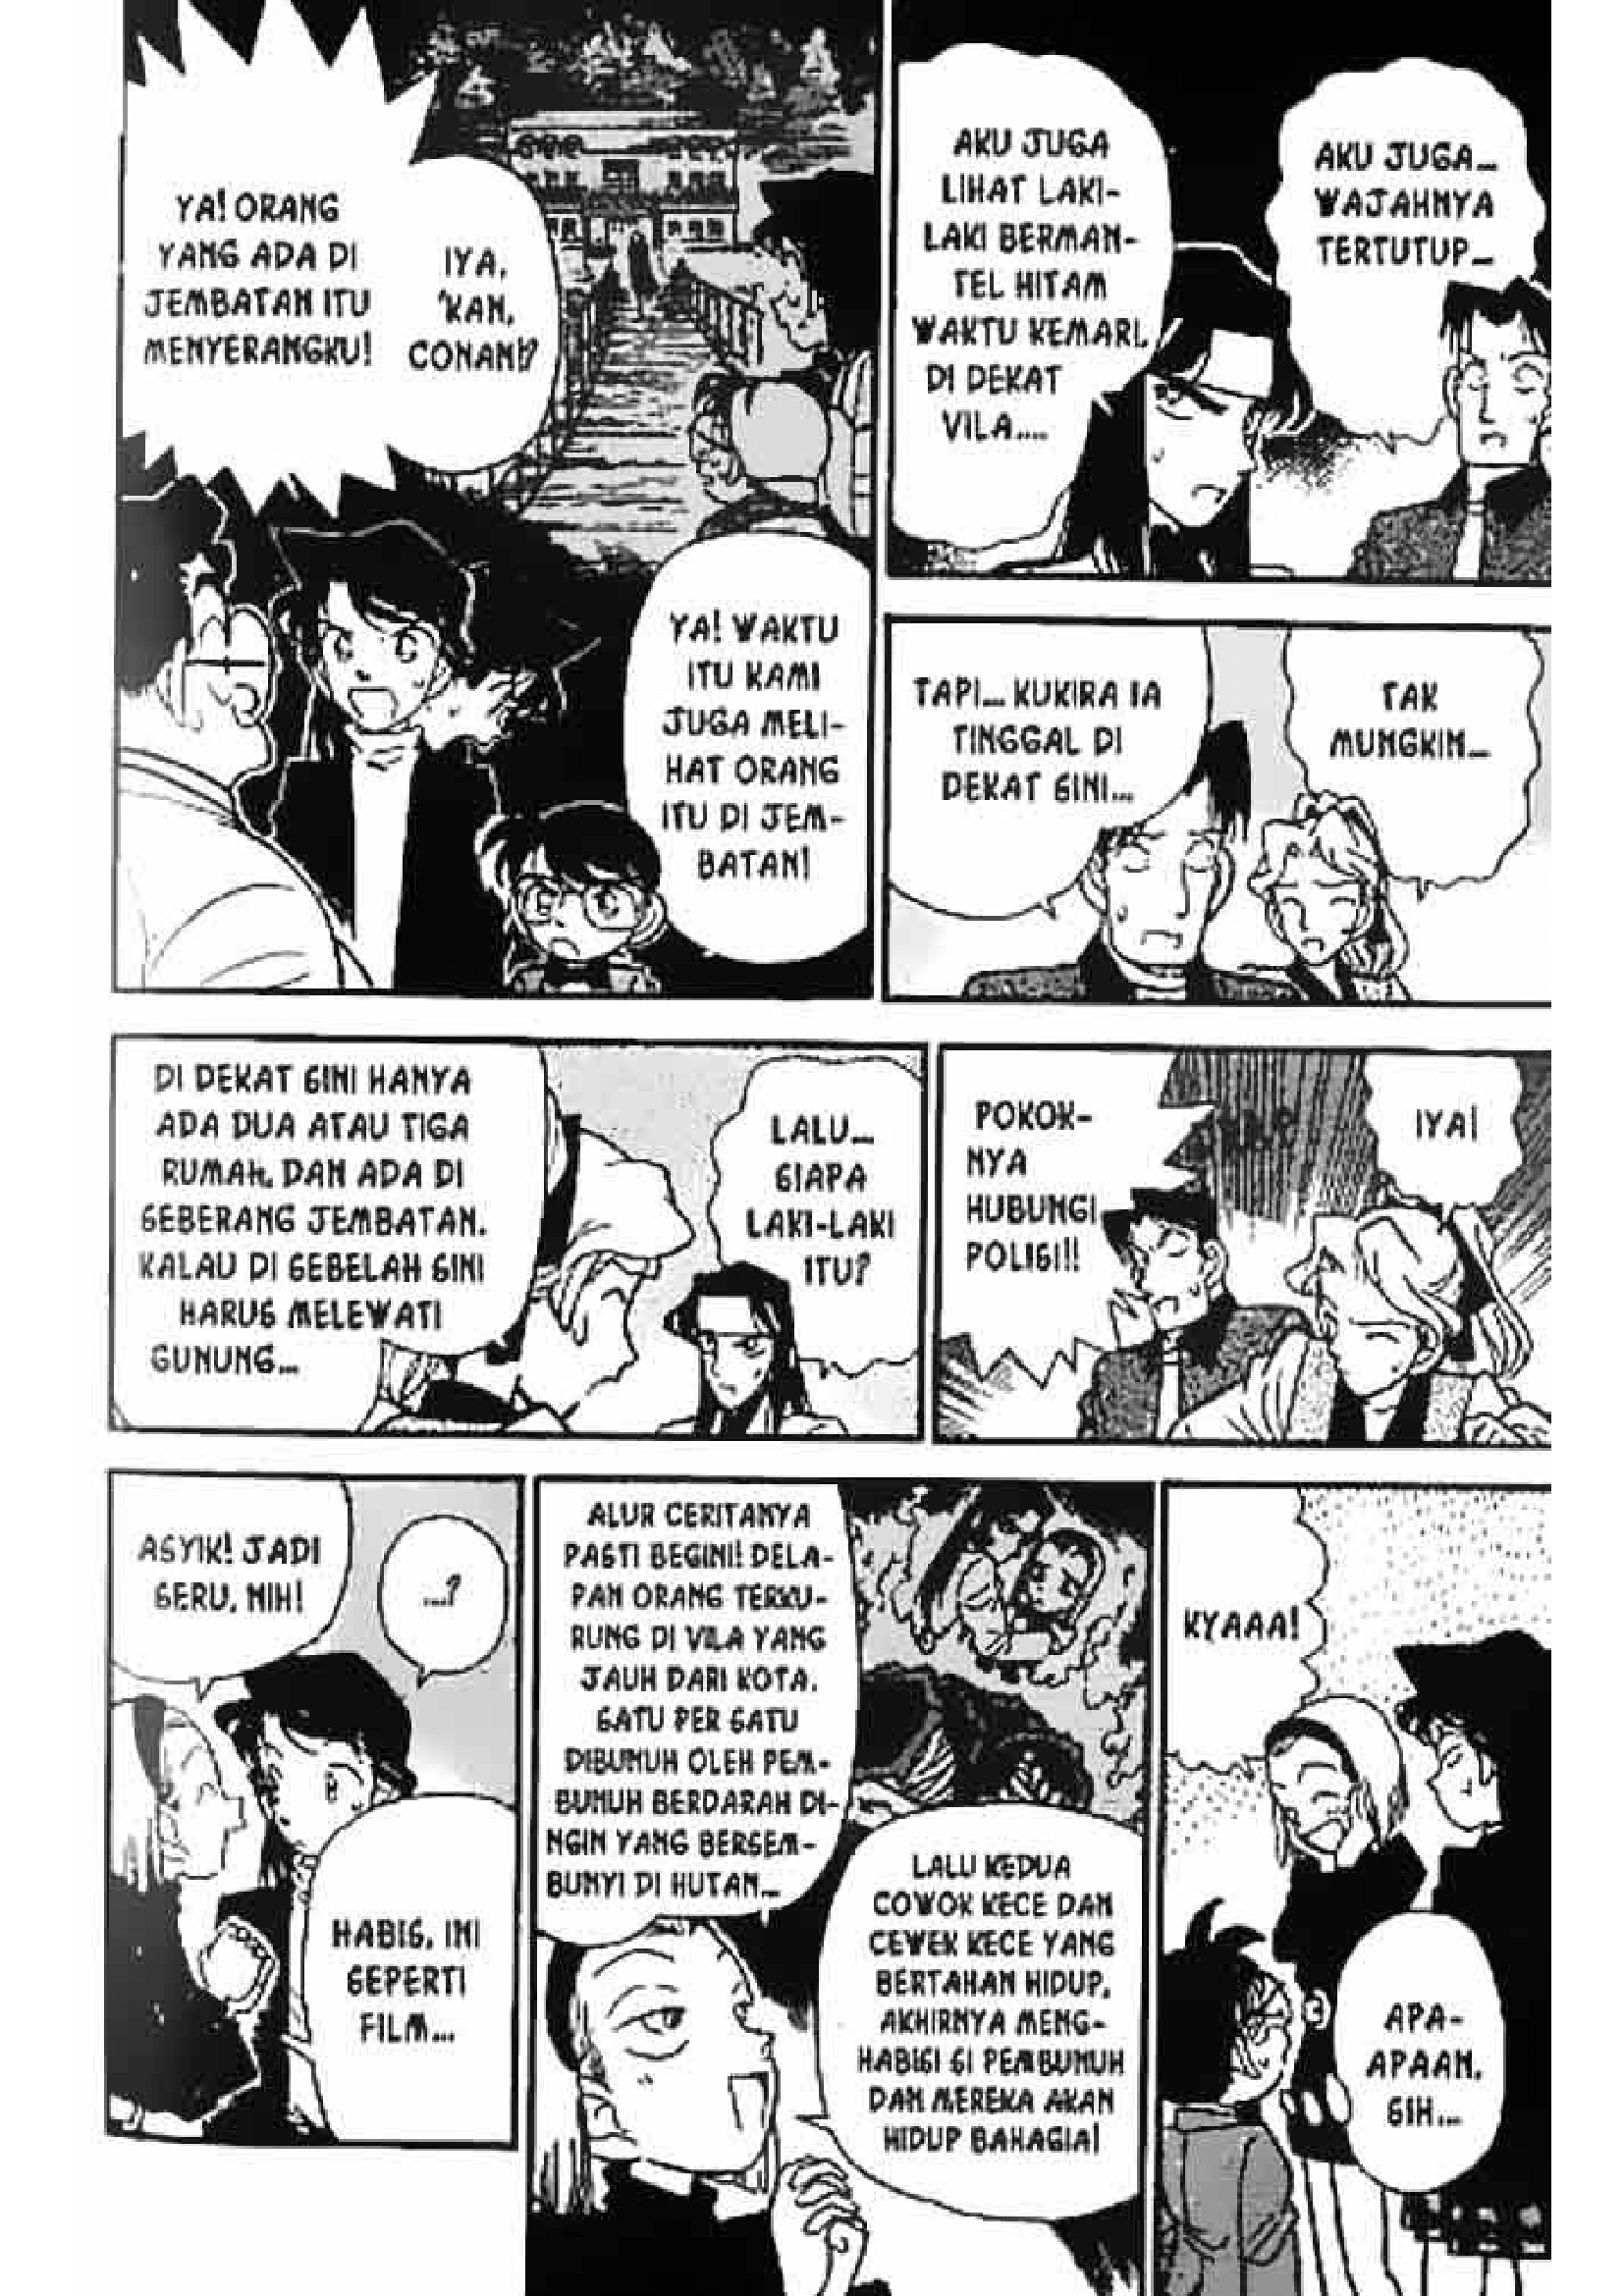 YA! ORANG
YANG ADA DI
JEMBATAN ITU
MENYERANGKU!
IYA,
'KAN,
CONAN!?
YA! WAKTU
ITU KAMI
JUGA MELI-
HAT ORANG
ITU DI JEM-
BATAN!
AKU JUGA
LIHAT LAKI-
LAKI BERMAN-
TEL HITAM
WAKTU KEMARI,
DI DEKAT
VILA....
AKU JUGA...
WAJAHNYA
TERTUTUP...
TAPI... KUKIRA IA
TINGGAL DI
DEKAT SINI...
TAK
MUNGKIN...
DI DEKAT SINI HANYA
ADA DUA ATAU TIGA
RUMAH, DAN ADA DI
SEBERANG JEMBATAN.
KALAU DI SEBELAH SINI
HARUS MELEWATI
GUNUNG...
LALU...
SIAPA
LAKI-LAKI
ITU?
POKOK-
NYA
HUBUNGI
POLISI!!
IYA!
ASYIK! JADI
SERU, NIH!
...?
HABIS, INI
SEPERTI
FILM...
ALUR CERITANYA
PASTI BEGINI! DELA-
PAN ORANG TERKU-
RUNG DI VILA YANG
JAUH DARI KOTA.
SATU PER SATU
DIBUNUH OLEH PEM-
BUNUH BERDARAH DI-
NGIN YANG BERSEM-
BUNYI DI HUTAN...
LALU KEDUA
COWOK KECE DAN
CEWEK KECE YANG
BERTAHAN HIDUP,
AKHIRNYA MENG-
HABISI SI PEMBUNUH
DAN MEREKA AKAN
HIDUP BAHAGIA!
KYAAA!
APA-
APAAN,
SIH...